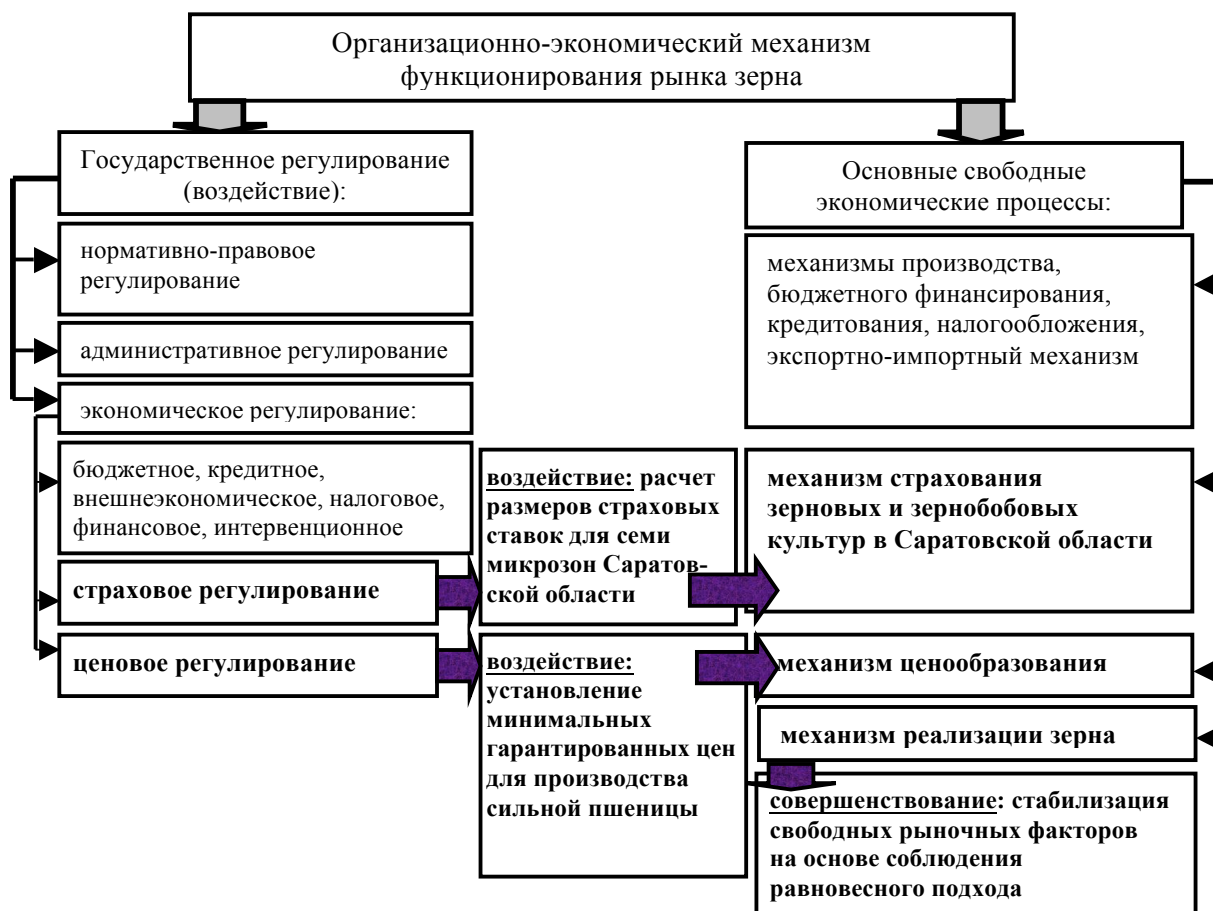 Организационно-экономический механизм
функционирования рынка зерна
Государственное регулирование
(воздействие):
нормативно-правовое
регулирование
административное регулирование
экономическое регулирование:
бюджетное, кредитное,
внешнеэкономическое, налоговое,
финансовое, интервенционное
страховое регулирование
ценовое регулирование
воздействие: расчет
размеров страховых
ставок для семи
микрозон Саратов-
ской области
воздействие:
установление
минимальных
гарантированных цен
для производства
сильной пшеницы
Основные свободные
экономические процессы:
механизмы производства,
бюджетного финансирования,
кредитования, налогообложения,
экспортно-импортный механизм
механизм страхования
зерновых и зернобобовых
культур в Саратовской области
механизм ценообразования
механизм реализации зерна
совершенствование: стабилизация
свободных рыночных факторов
на основе соблюдения
равновесного подхода